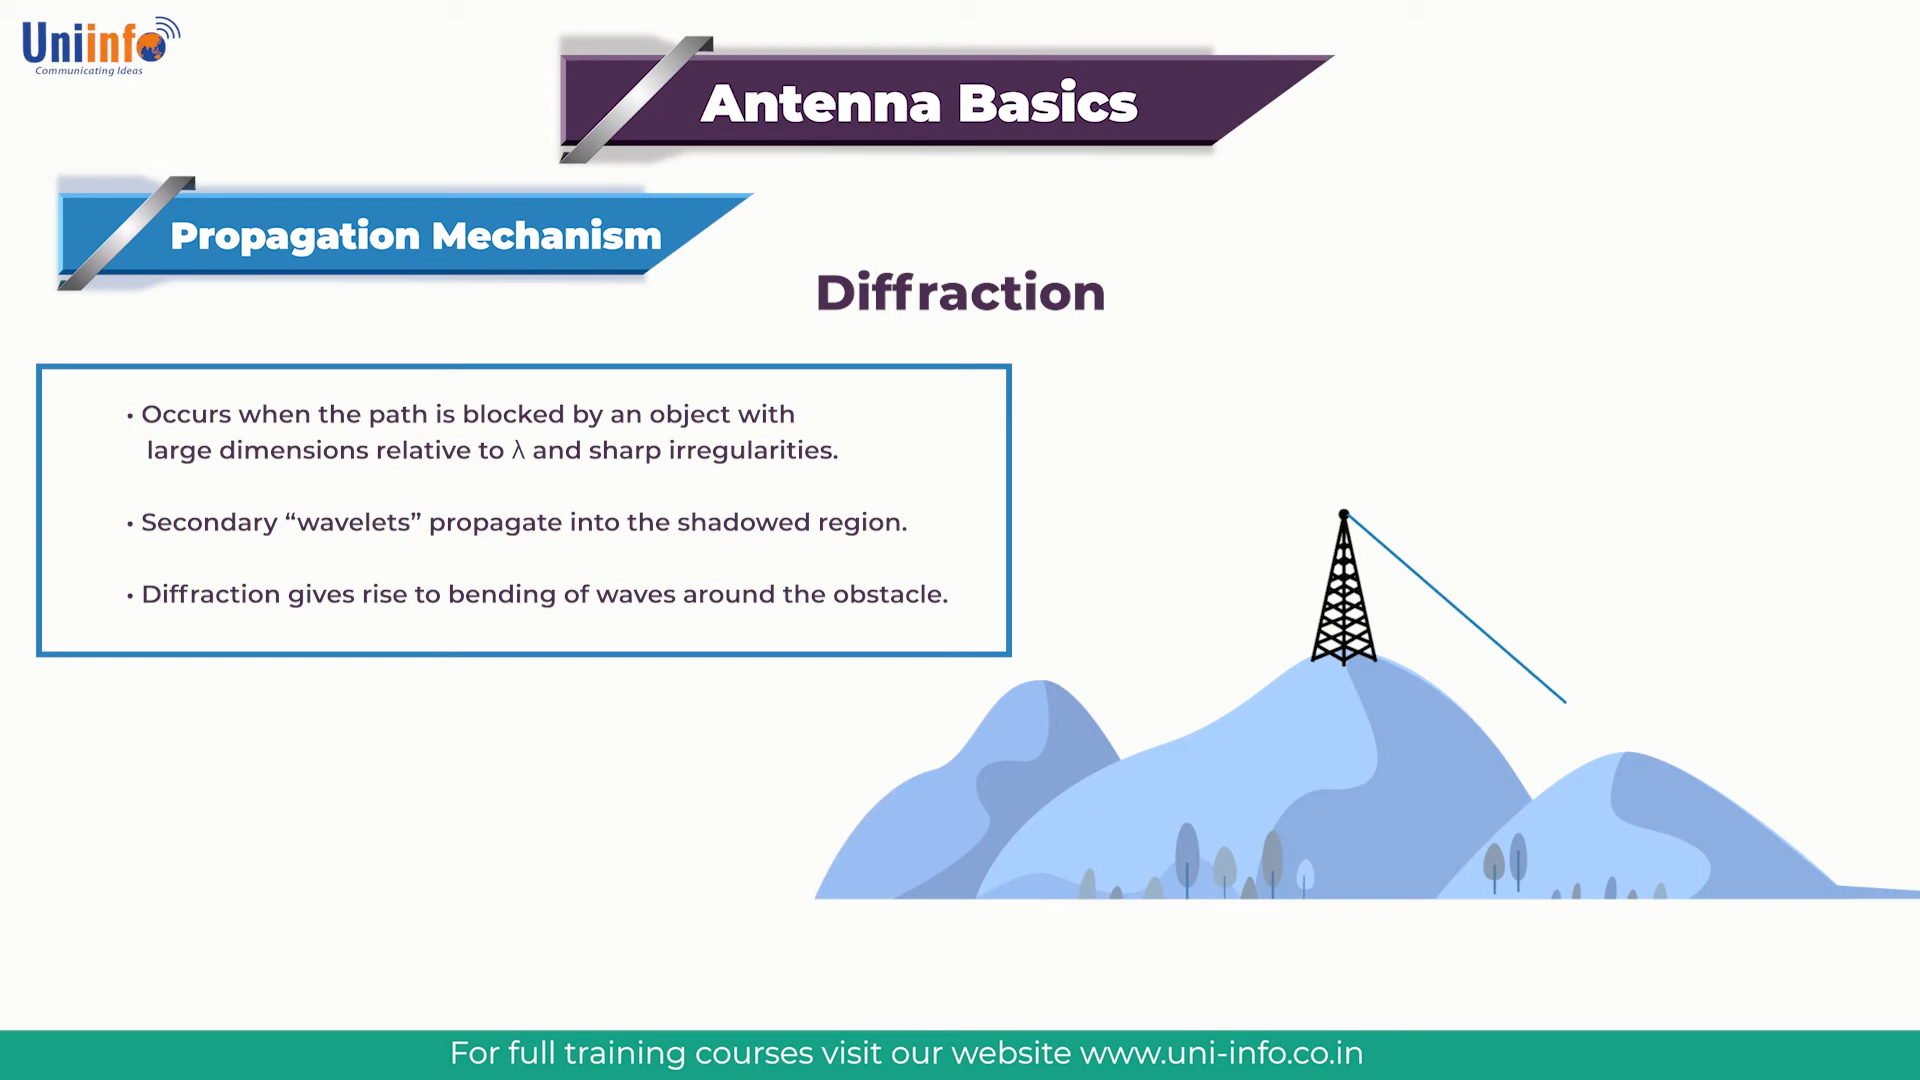 Uniinfo
Communicating Ideas
Antenna Basics
Propagation Mechanism
Diffraction
• Occurs when the path is blocked by an object with
large dimensions relative to λ and sharp irregularities.
• Secondary “wavelets” propagate into the shadowed region.
• Diffraction gives rise to bending of waves around the obstacle.
For full training courses visit our website www.uni-info.co.in